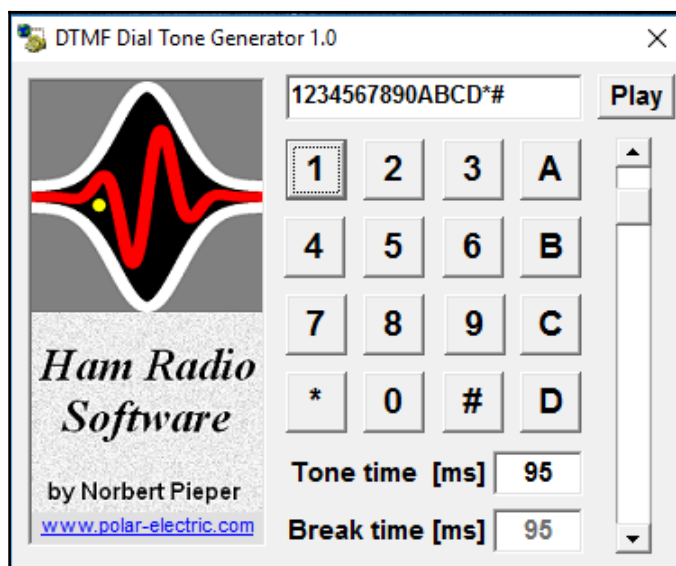 DTMF Dial Tone Generator 1.0
1234567890ABCD*#
Play
1 2 3 A
4 5 6 B
7 8 9 C
* 0 # D
Ham Radio
Software
by Norbert Pieper
www.polar-electric.com
Tone time [ms] 95
Break time [ms] 95